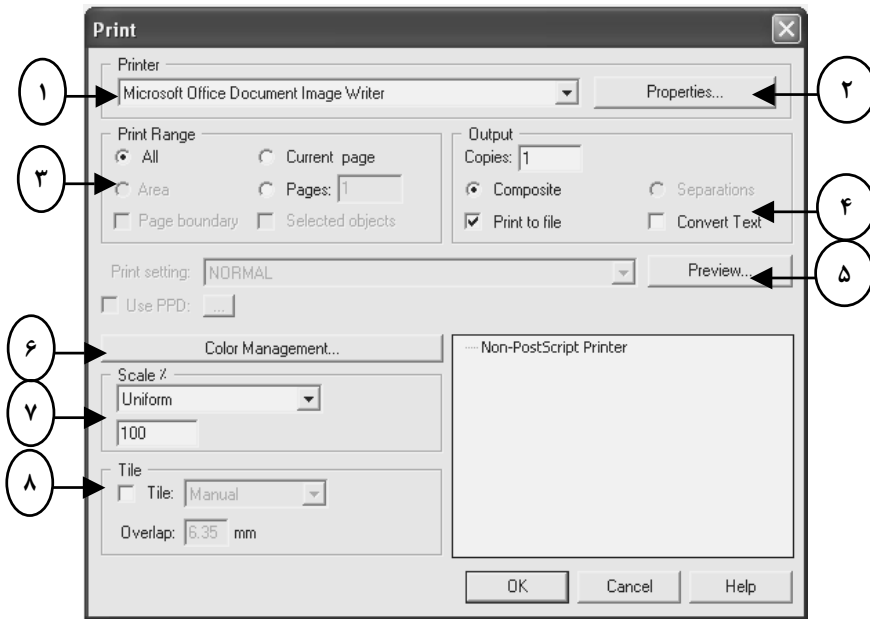 Print
Printer
۱
Microsoft Office Document Image Writer
Properties...
۲
Print Range
Output
All
Current page
Copies: 1
۳
Area
Pages: 1
Composite
Separations
۴
Page boundary
Selected objects
Print to file
Convert Text
Print setting: NORMAL
Preview...
۵
Use PPD: ...
۶
Color Management...
Non-PostScript Printer
Scale %
۷
Uniform
100
۸
Tile
Tile: Manual
Overlap: 6.35 mm
OK
Cancel
Help